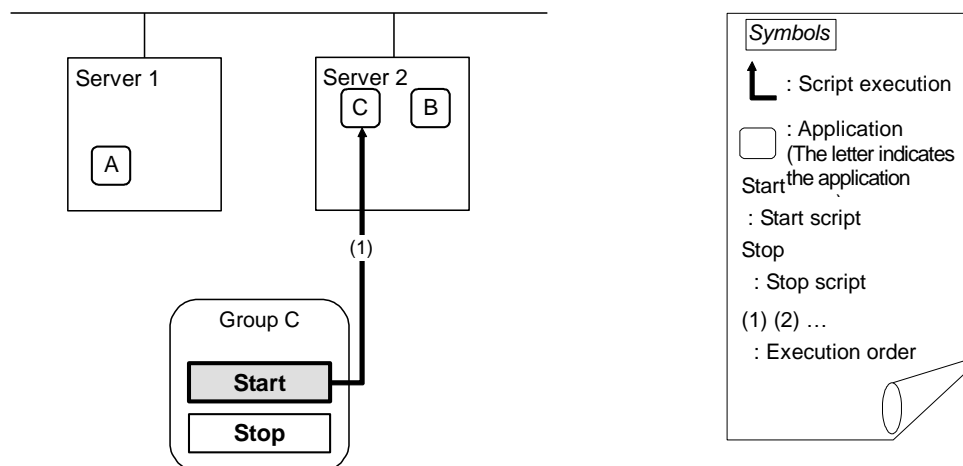 Server 1
Server 2
C
B
A
(1)
Group C
Start
Stop
Symbols
: Script execution
: Application
(The letter indicates
the application
Start
: Start script
Stop
: Stop script
(1) (2) …
: Execution order